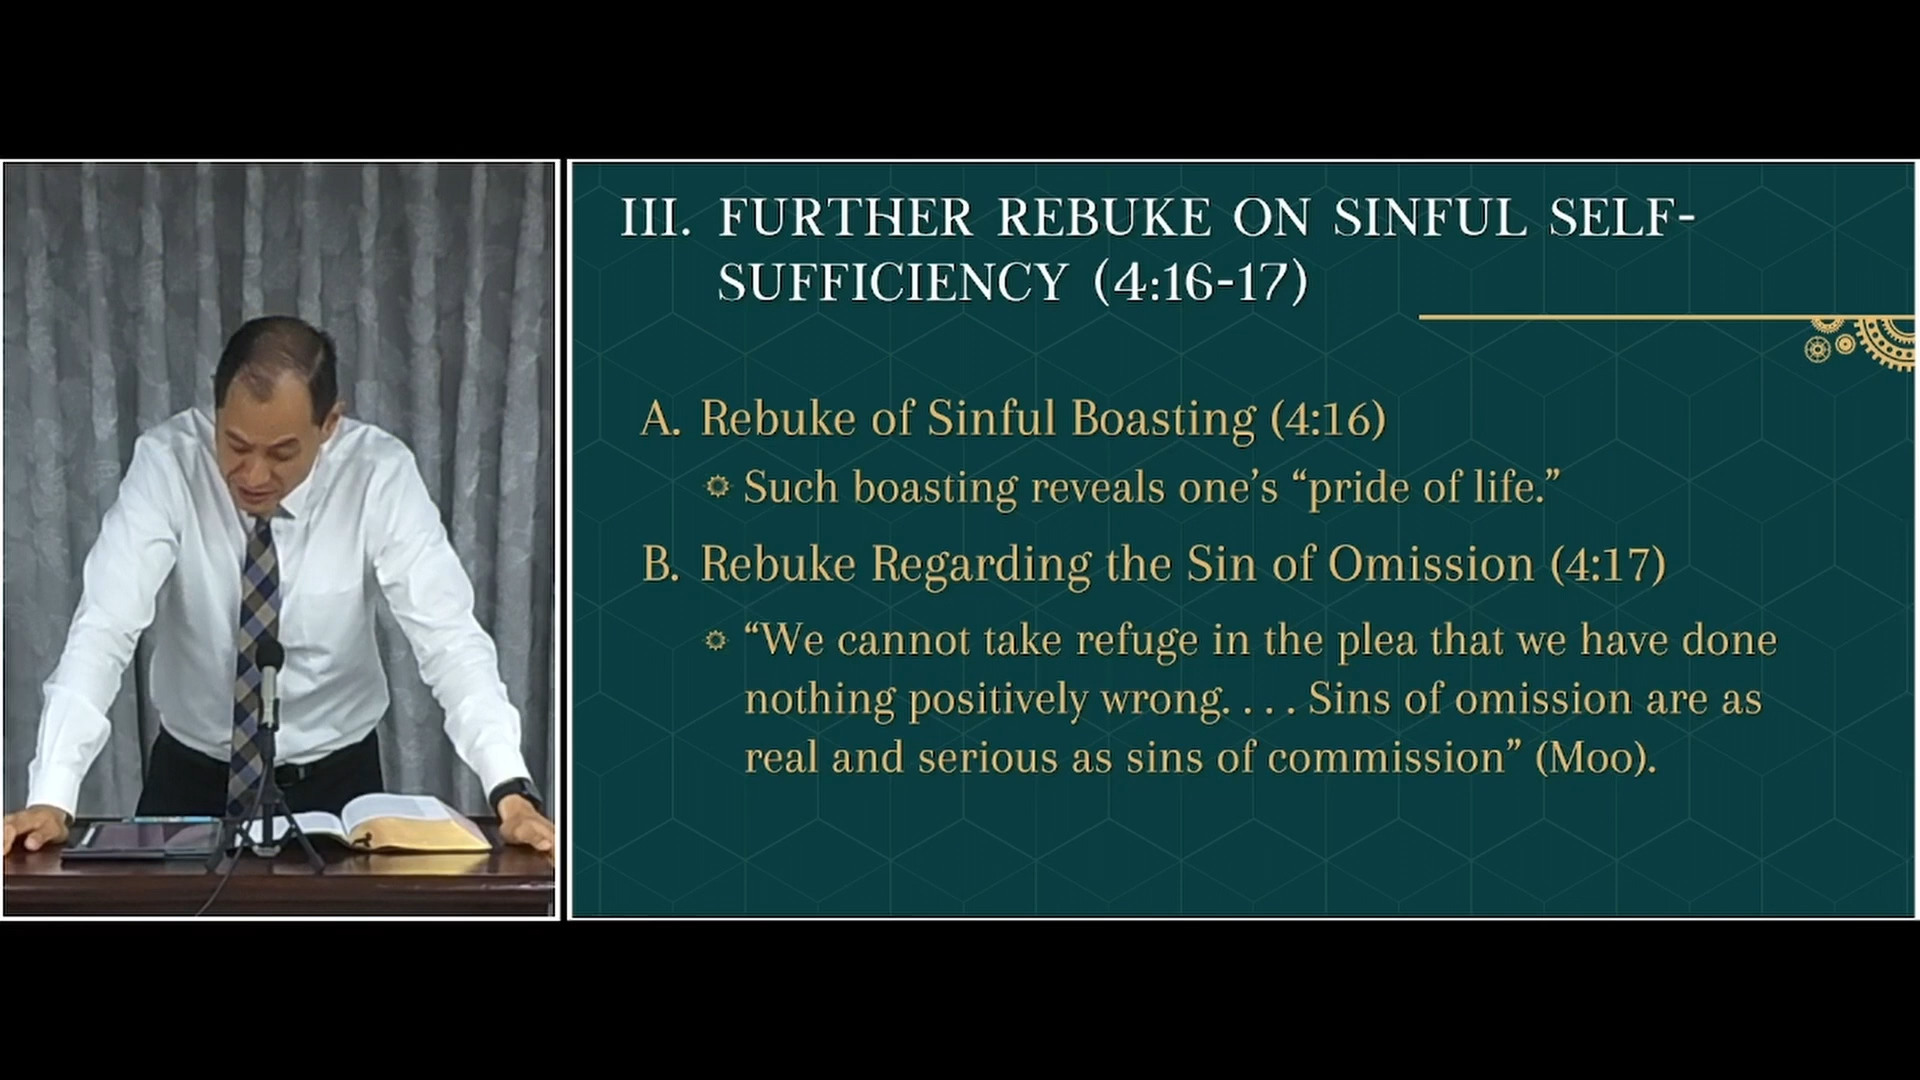 III. FURTHER REBUKE ON SINFUL SELF-
SUFFICIENCY (4:16-17)
A. Rebuke of Sinful Boasting (4:16)
Such boasting reveals one’s “pride of life.”
B. Rebuke Regarding the Sin of Omission (4:17)
“We cannot take refuge in the plea that we have done
nothing positively wrong. . . . Sins of omission are as
real and serious as sins of commission” (Moo).